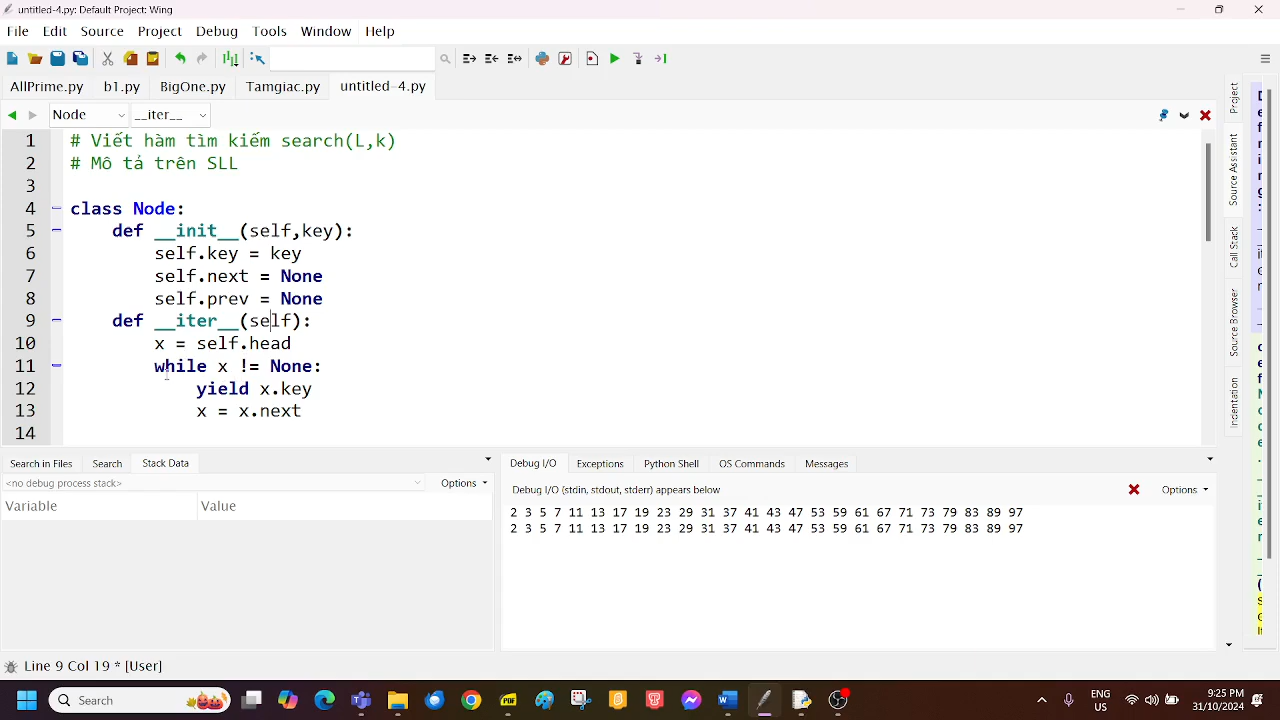 untitled-4.py: Default Project: Wing
File Edit Source Project Debug Tools Window Help
AllPrime.py b1.py BigOne.py Tamgiac.py untitled-4.py
Node __iter__
1 # Viết hàm tìm kiếm search(L,k)
2 # Mô tả trên SLL
3
4 class Node:
5 def __init__(self,key):
6 self.key = key
7 self.next = None
8 self.prev = None
9 def __iter__(self):
10 x = self.head
11 while x != None:
12 yield x.key
13 x = x.next
14
Project
Source Assistant
Call Stack
Source Browser
Indentation
Search in Files Search Stack Data
<no debug process stack> Options
Variable Value
Debug I/O Exceptions Python Shell OS Commands Messages
Debug I/O (stdin, stdout, stderr) appears below Options
2 3 5 7 11 13 17 19 23 29 31 37 41 43 47 53 59 61 67 71 73 79 83 89 97
2 3 5 7 11 13 17 19 23 29 31 37 41 43 47 53 59 61 67 71 73 79 83 89 97
Line 9 Col 19 * [User]
Search
ENG
US
9:25 PM
31/10/2024